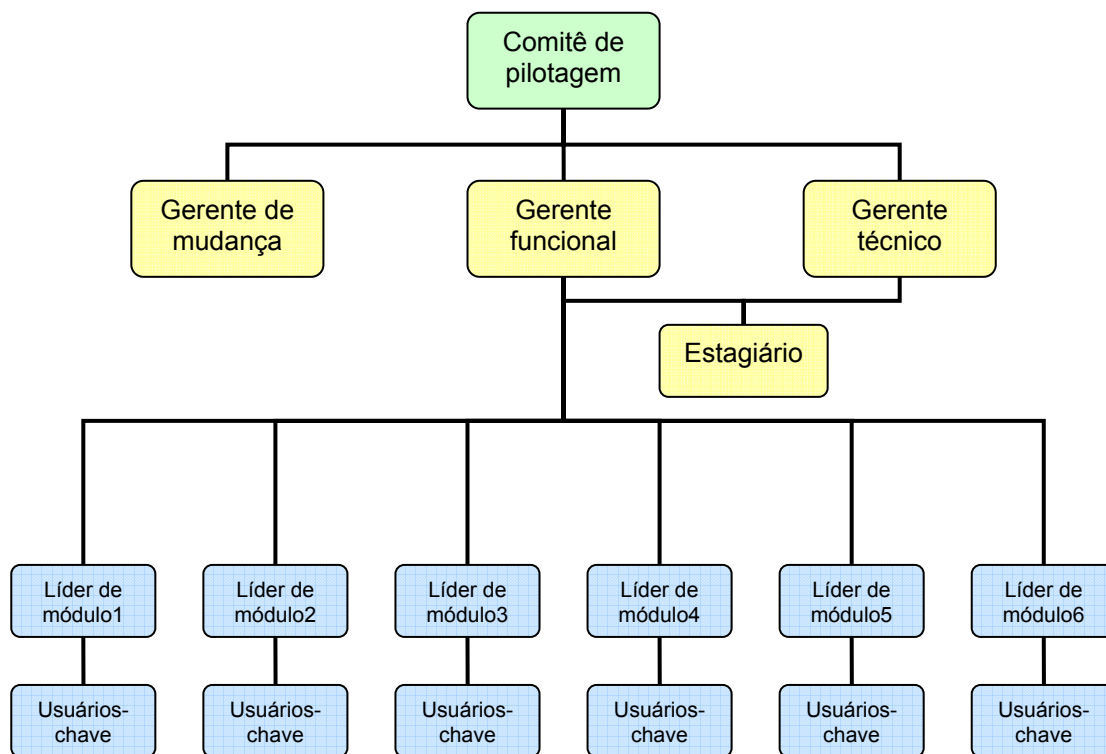 Comitê de
pilotagem
Gerente de
mudança
Gerente
funcional
Gerente
técnico
Estagiário
Líder de
módulo1
Líder de
módulo2
Líder de
módulo3
Líder de
módulo4
Líder de
módulo5
Líder de
módulo6
Usuários-
chave
Usuários-
chave
Usuários-
chave
Usuários-
chave
Usuários-
chave
Usuários-
chave